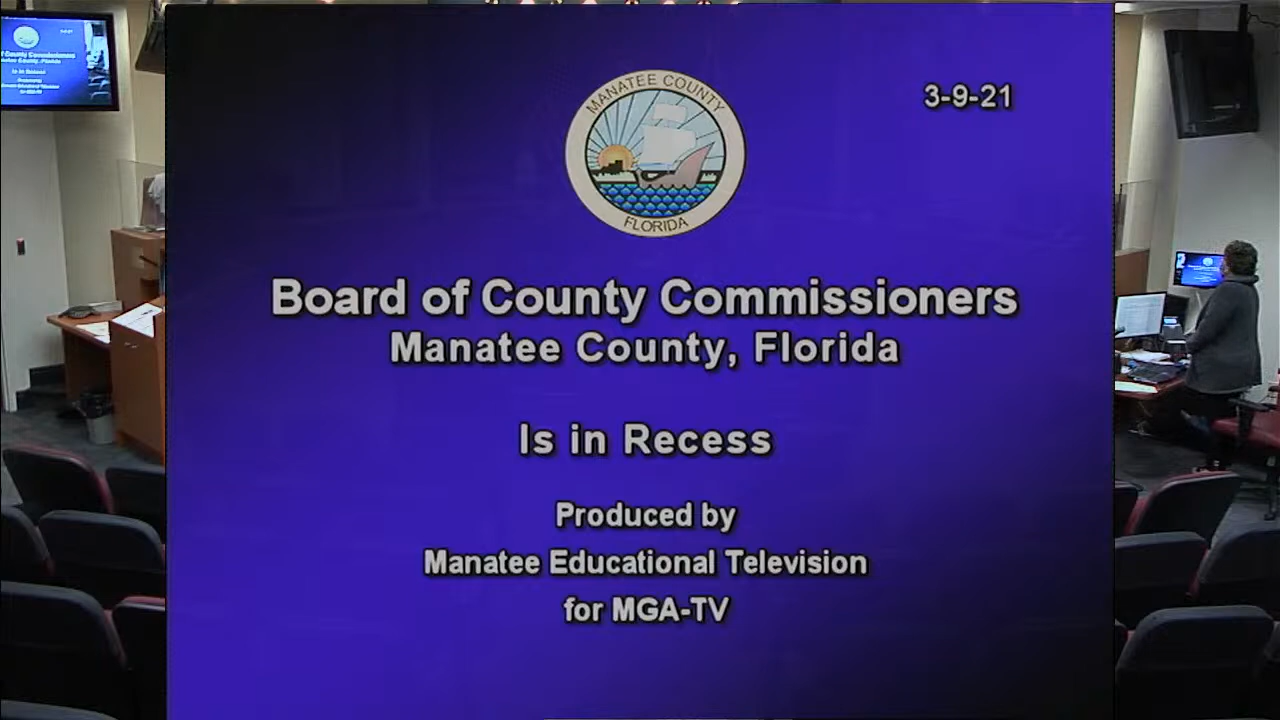 3-9-21
MANATEE COUNTY
FLORIDA
Board of County Commissioners
Manatee County, Florida
Is in Recess
Produced by
Manatee Educational Television
for MGA-TV